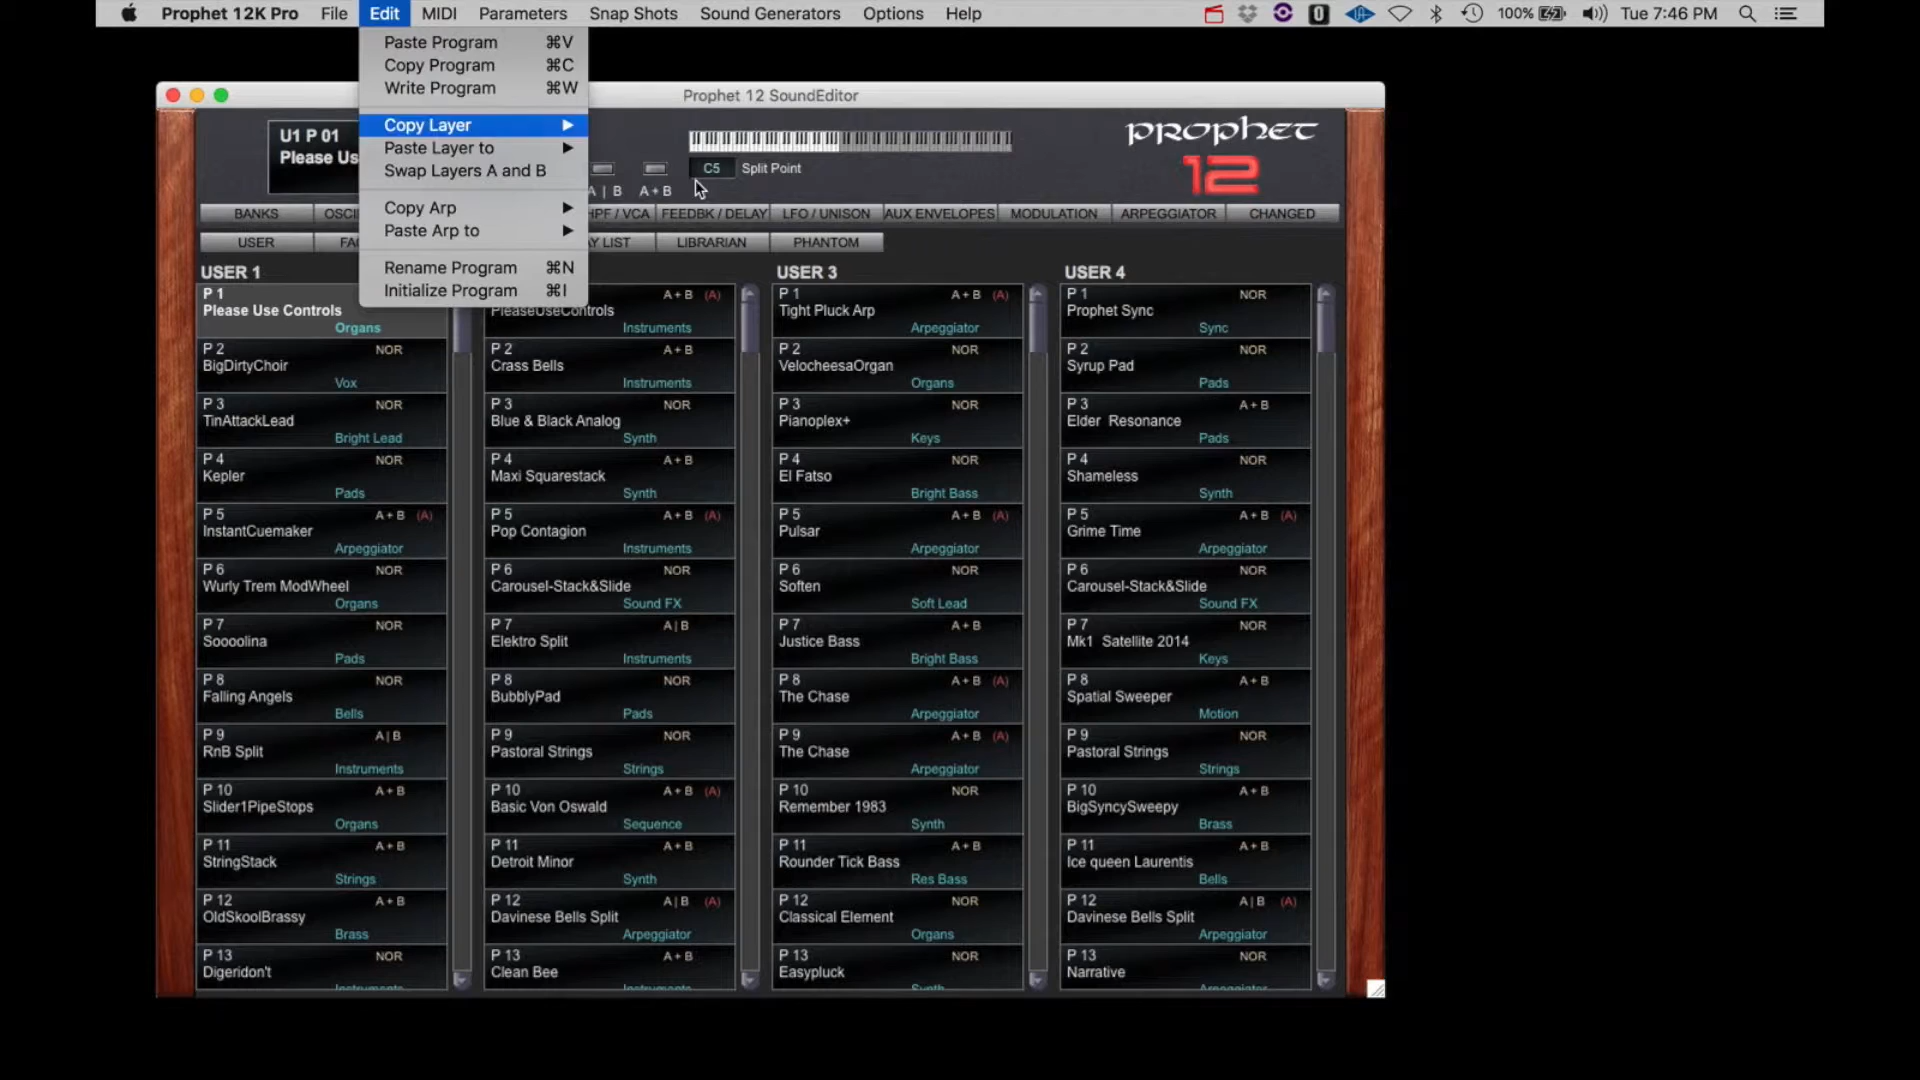 Prophet 12K Pro File Edit MIDI Parameters Snap Shots Sound Generators Options Help 100% Tue 7:46 PM
Paste Program ⌘V
Copy Program ⌘C
Write Program ⌘W
Copy Layer
Paste Layer to
Swap Layers A and B
Copy Arp
Paste Arp to
Rename Program ⌘N
Initialize Program ⌘I
Prophet 12 SoundEditor
U1 P 01
Please Us
C5 Split Point
A | B A + B
prophet
12
BANKS OSCI HPF / VCA FEEDBK / DELAY LFO / UNISON AUX ENVELOPES MODULATION ARPEGGIATOR CHANGED
USER FA Y LIST LIBRARIAN PHANTOM
USER 1
P 1
Please Use Controls
Organs
P 2 NOR
BigDirtyChoir
Vox
P 3 NOR
TinAttackLead
Bright Lead
P 4 NOR
Kepler
Pads
P 5 A + B (A)
InstantCuemaker
Arpeggiator
P 6 NOR
Wurly Trem ModWheel
Organs
P 7 NOR
Soooolina
Pads
P 8 NOR
Falling Angels
Bells
P 9 A | B
RnB Split
Instruments
P 10 A + B
Slider1PipeStops
Organs
P 11 A + B
StringStack
Strings
P 12 A + B
OldSkoolBrassy
Brass
P 13 NOR
Digeridon't
Instruments
A + B (A)
PleaseUseControls
Instruments
P 2 A + B
Crass Bells
Instruments
P 3 NOR
Blue & Black Analog
Synth
P 4 A + B
Maxi Squarestack
Synth
P 5 A + B (A)
Pop Contagion
Instruments
P 6 NOR
Carousel-Stack&Slide
Sound FX
P 7 A | B
Elektro Split
Instruments
P 8 NOR
BubblyPad
Pads
P 9 NOR
Pastoral Strings
Strings
P 10 A + B (A)
Basic Von Oswald
Sequence
P 11 A + B
Detroit Minor
Synth
P 12 A | B (A)
Davinese Bells Split
Arpeggiator
P 13 A + B
Clean Bee
Instruments
USER 3
P 1 A + B (A)
Tight Pluck Arp
Arpeggiator
P 2 NOR
VelocheesaOrgan
Organs
P 3 NOR
Pianoplex+
Keys
P 4 NOR
El Fatso
Bright Bass
P 5 A + B (A)
Pulsar
Arpeggiator
P 6 NOR
Soften
Soft Lead
P 7 A + B
Justice Bass
Bright Bass
P 8 A + B (A)
The Chase
Arpeggiator
P 9 A + B (A)
The Chase
Arpeggiator
P 10 NOR
Remember 1983
Synth
P 11 A + B
Rounder Tick Bass
Res Bass
P 12 NOR
Classical Element
Organs
P 13 NOR
Easypluck
Synth
USER 4
P 1 NOR
Prophet Sync
Sync
P 2 NOR
Syrup Pad
Pads
P 3 A + B
Elder Resonance
Pads
P 4 NOR
Shameless
Synth
P 5 A + B (A)
Grime Time
Arpeggiator
P 6 NOR
Carousel-Stack&Slide
Sound FX
P 7 NOR
Mk1 Satellite 2014
Keys
P 8 A + B
Spatial Sweeper
Motion
P 9 NOR
Pastoral Strings
Strings
P 10 A + B
BigSyncySweepy
Brass
P 11 A + B
Ice queen Laurentis
Bells
P 12 A | B (A)
Davinese Bells Split
Arpeggiator
P 13 NOR
Narrative
Arpeggiator